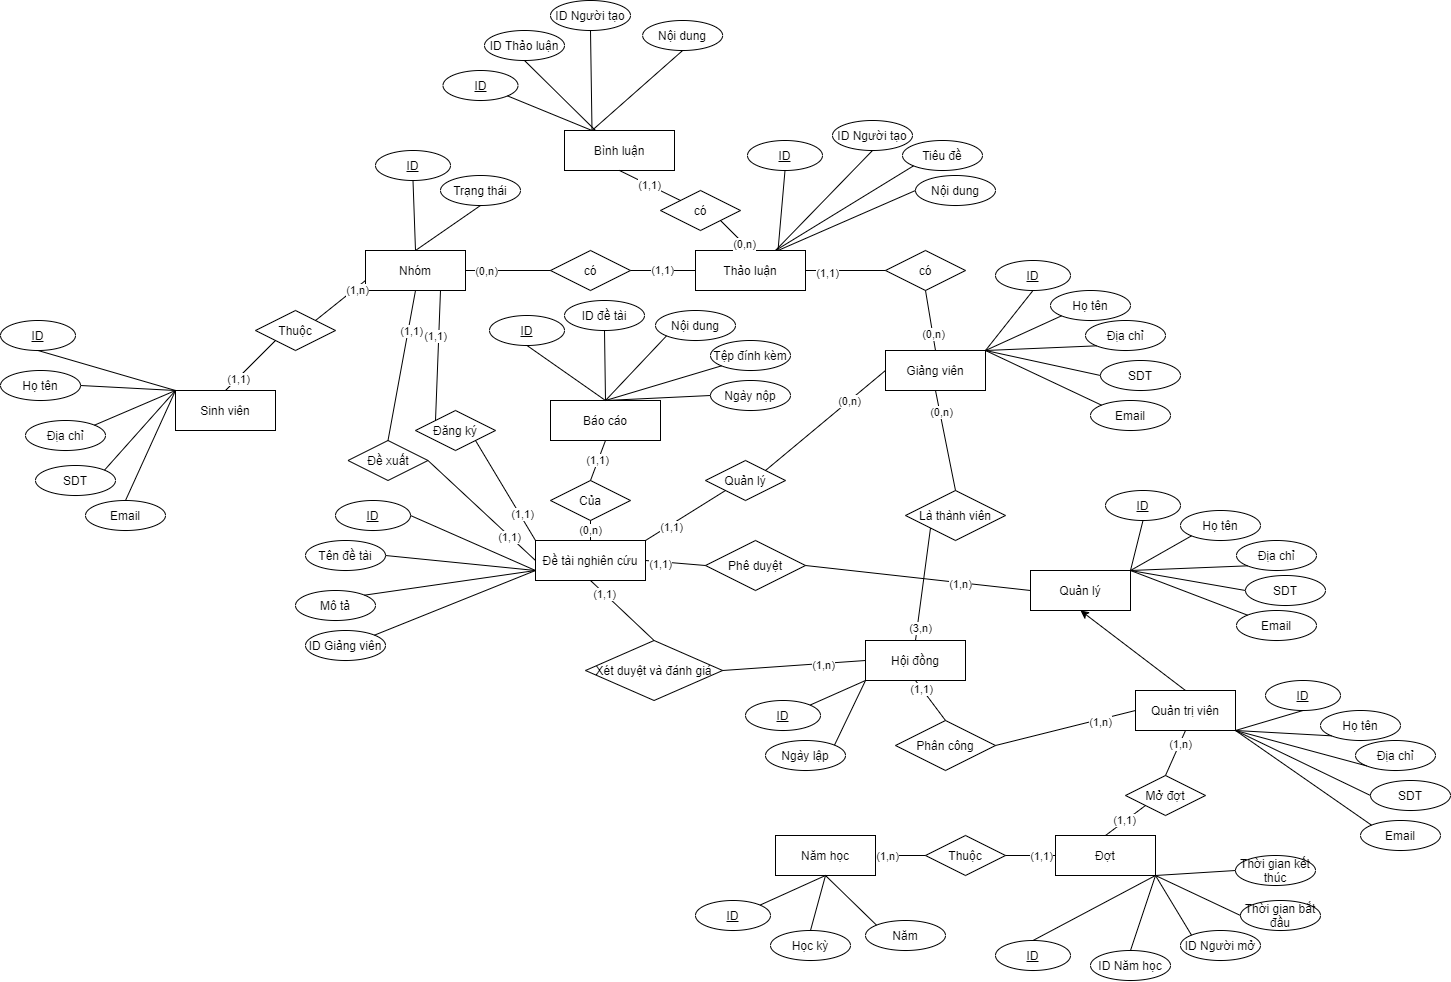 ID Người tạo
ID Thảo luận
Nội dung
ID
Bình luận
(1,1)
có
(0,n)
ID
ID Người tạo
Tiêu đề
Nội dung
ID
Trạng thái
Nhóm
(0,n)
có
(1,1)
Thảo luận
(1,1)
có
(0,n)
ID
Họ tên
Địa chỉ
SDT
Email
Giảng viên
(1,n)
Thuộc
(1,1)
ID
Họ tên
Địa chỉ
SDT
Email
Sinh viên
(1,1)
(1,1)
Đăng ký
Đề xuất
(1,1)
(1,1)
ID
ID đề tài
Nội dung
Tệp đính kèm
Ngày nộp
Báo cáo
(1,1)
Của
(0,n)
(0,n)
Quản lý
(1,1)
(0,n)
Là thành viên
(3,n)
ID
Tên đề tài
Mô tả
ID Giảng viên
Đề tài nghiên cứu
(1,1)
Phê duyệt
(1,n)
Quản lý
ID
Họ tên
Địa chỉ
SDT
Email
(1,1)
Xét duyệt và đánh giá
(1,n)
Hội đồng
ID
Ngày lập
(1,1)
Phân công
(1,n)
Quản trị viên
ID
Họ tên
Địa chỉ
SDT
Email
(1,n)
Mở đợt
(1,1)
Năm học
(1,n)
Thuộc
(1,1)
Đợt
Thời gian kết
thúc
Thời gian bắt
đầu
ID
Học kỳ
Năm
ID Người mở
ID
ID Năm học